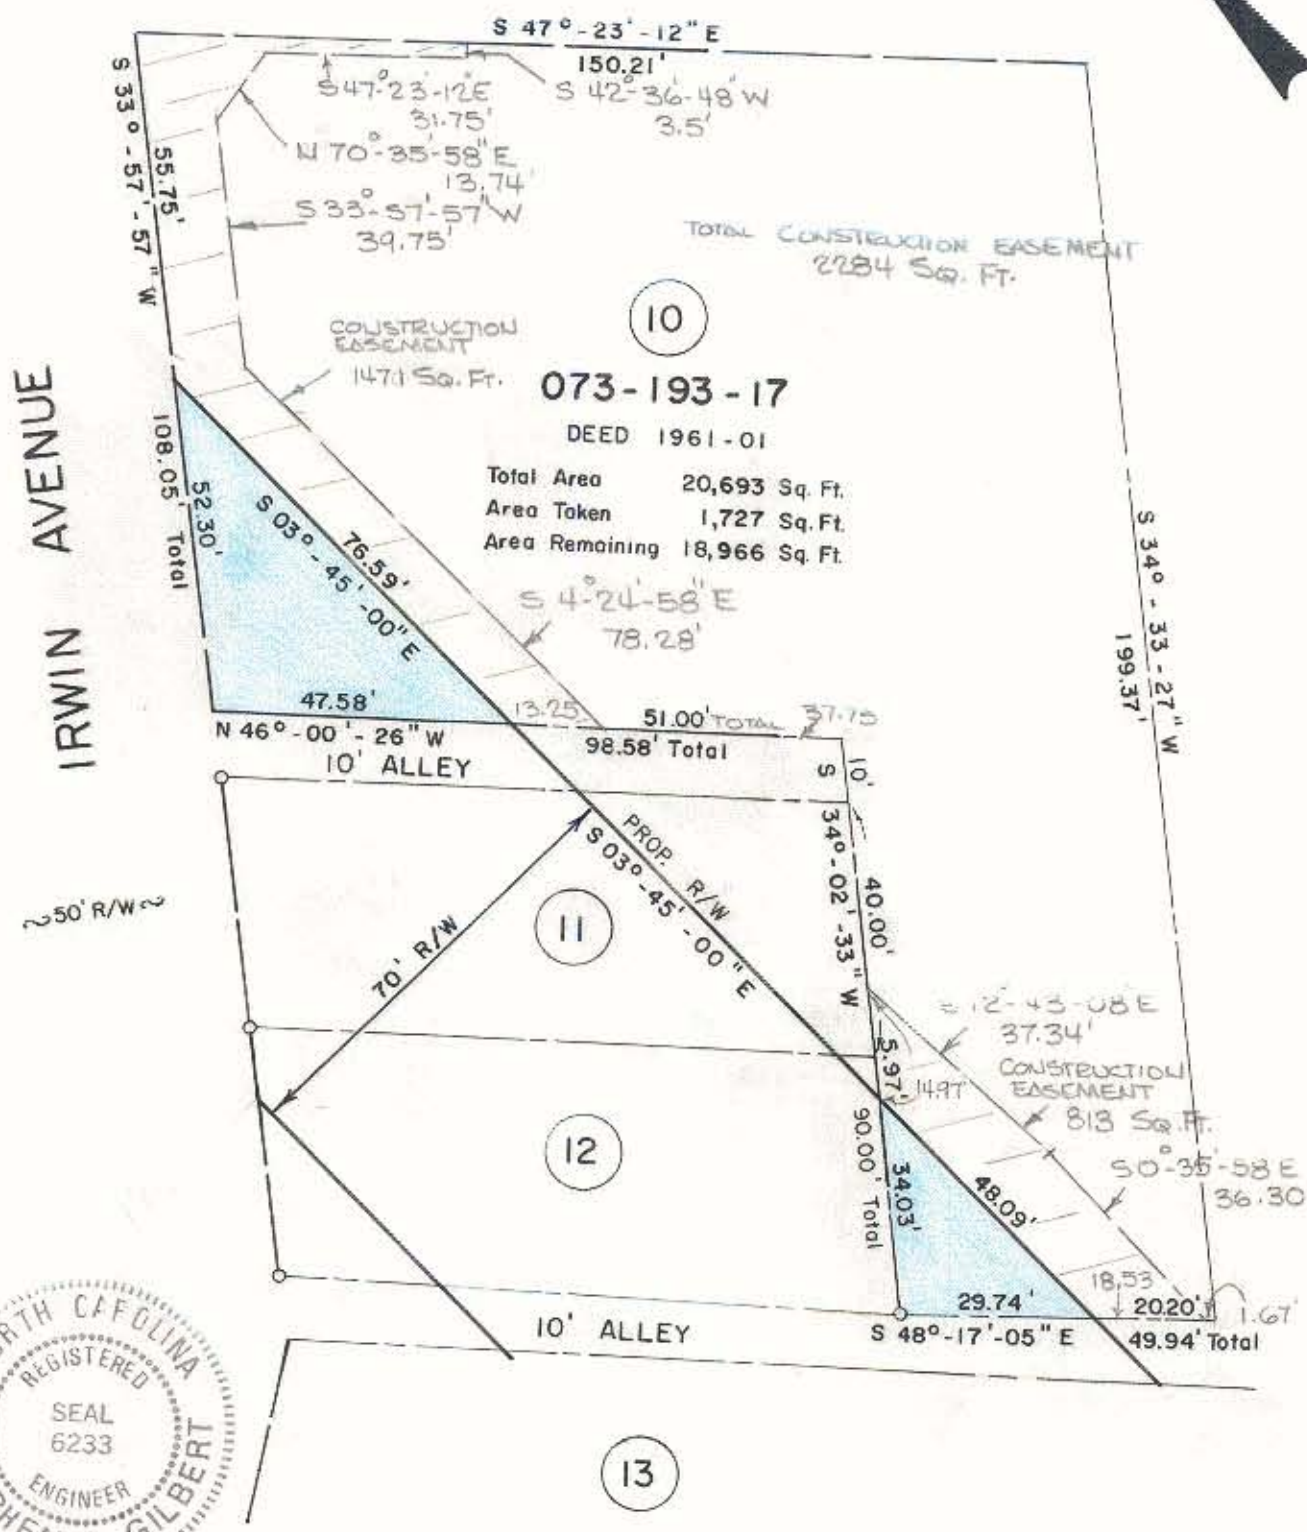 S 47°-23'-12" E
150.21'
S 47°-23'-12"E
31.75'
S 42°-36'-48"W
3.5'
N 70°-35'-58"E
13.74'
S 33°-57'-57"W
39.75'
S 33°-57'-57"W
55.75'
TOTAL CONSTRUCTION EASEMENT
2284 SQ. FT.
10
CONSTRUCTION
EASEMENT
1471 SQ. FT.
073-193-17
DEED 1961-01
Total Area 20,693 Sq. Ft.
Area Taken 1,727 Sq. Ft.
Area Remaining 18,966 Sq. Ft.
IRWIN AVENUE
108.05' Total
52.30'
76.59'
S 03°-45'-00"E
S 4°-24'-58"E
78.28'
S 34°-33'-27"W
199.37'
47.58'
13.25
51.00' TOTAL
37.75
N 46°-00'-26"W
98.58' Total
10' ALLEY
10'
S 34°-02'-33"W
40.00'
PROP. R/W
S 03°-45'-00"E
~50' R/W~
70' R/W
11
12°-43-08"E
37.34'
CONSTRUCTION
EASEMENT
813 SQ. FT.
5.97'
14.97
12
90.00' Total
34.03'
48.09'
S 0°-35'-58 E
36.30
18.53
29.74'
20.20'
1.67'
10' ALLEY
S 48°-17'-05"E
49.94' Total
13
RTH CAROLINA
REGISTERED
SEAL
6233
ENGINEER
GILBERT